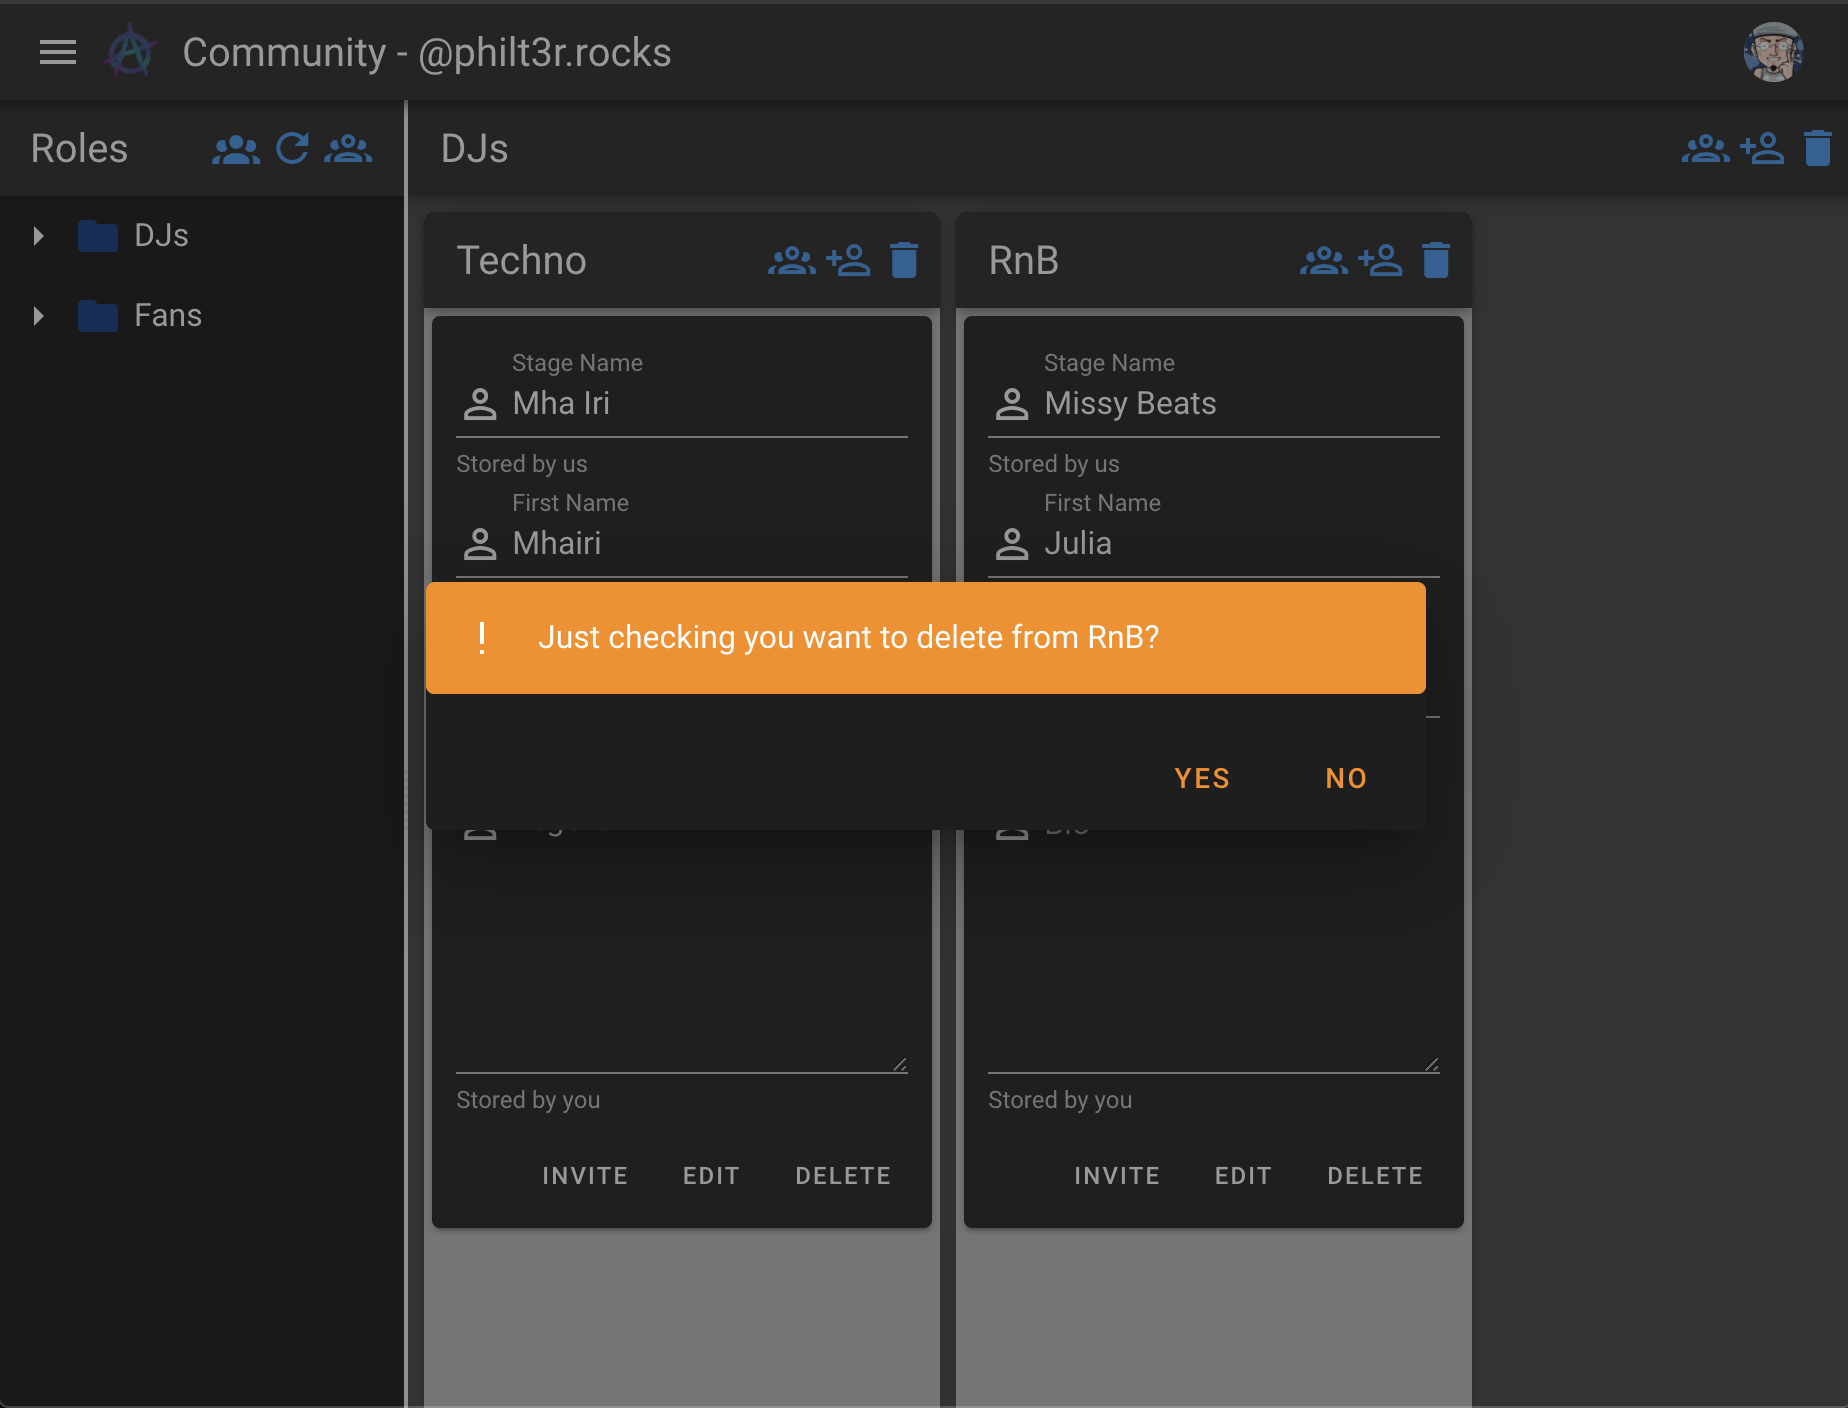 Community - @philt3r.rocks
Roles
DJs
DJs
Fans
Techno
RnB
Stage Name
Mha Iri
Stored by us
First Name
Mhairi
Stage Name
Missy Beats
Stored by us
First Name
Julia
! Just checking you want to delete from RnB?
YES NO
Stored by you
INVITE EDIT DELETE
Stored by you
INVITE EDIT DELETE